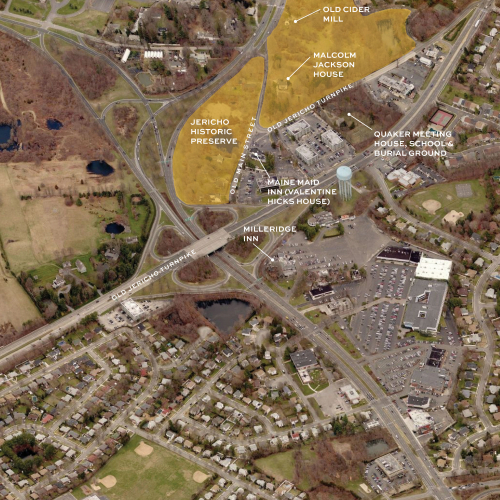 OLD CIDER
MILL
MALCOLM
JACKSON
HOUSE
OLD JERICHO TURNPIKE
JERICHO
HISTORIC
PRESERVE
OLD MAIN STREET
QUAKER MEETING
HOUSE, SCHOOL &
BURIAL GROUND
MAINE MAID
INN (VALENTINE
HICKS HOUSE)
MILLERIDGE
INN
OLD JERICHO TURNPIKE